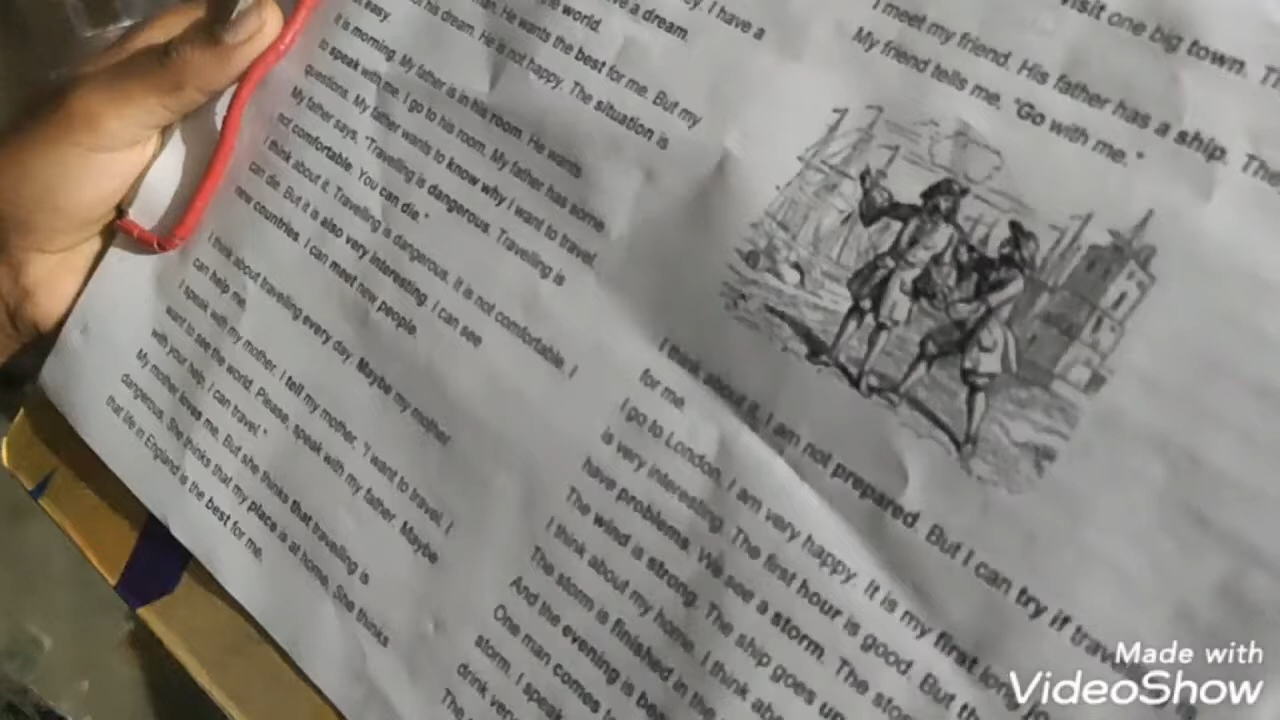 ey. I have a
ve a dream.
the world.
an. He wants the best for me. But my
his dream. He is not happy. The situation is
easy.
It is morning. My father is in his room. He wants
to speak with me. I go to his room. My father has some
questions. My father wants to know why I want to travel.
My father says, "Travelling is dangerous. Travelling is
not comfortable. You can die."
I think about it. Travelling is dangerous. It is not comfortable. I
can die. But it is also very interesting. I can see
new countries. I can meet new people.
I think about travelling every day. Maybe my mother
can help me.
I speak with my mother. I tell my mother, "I want to travel. I
want to see the world. Please, speak with my father. Maybe
with your help, I can travel."
My mother loves me. But she thinks that travelling is
dangerous. She thinks that my place is at home. She thinks
that life in England is the best for me.
visit one big town. Th
I meet my friend. His father has a ship. The
My friend tells me, "Go with me."
I think about it. I am not prepared. But I can try if trav
for me.
I go to London. I am very happy. It is my first long jo
is very interesting. The first hour is good. But th
have problems. We see a storm. The sto
The wind is strong. The ship goes up
I think about my home. I think abo
The storm is finished in the
And the evening is bea
One man comes to
storm. I speak
drink very
The
Made with
VideoShow